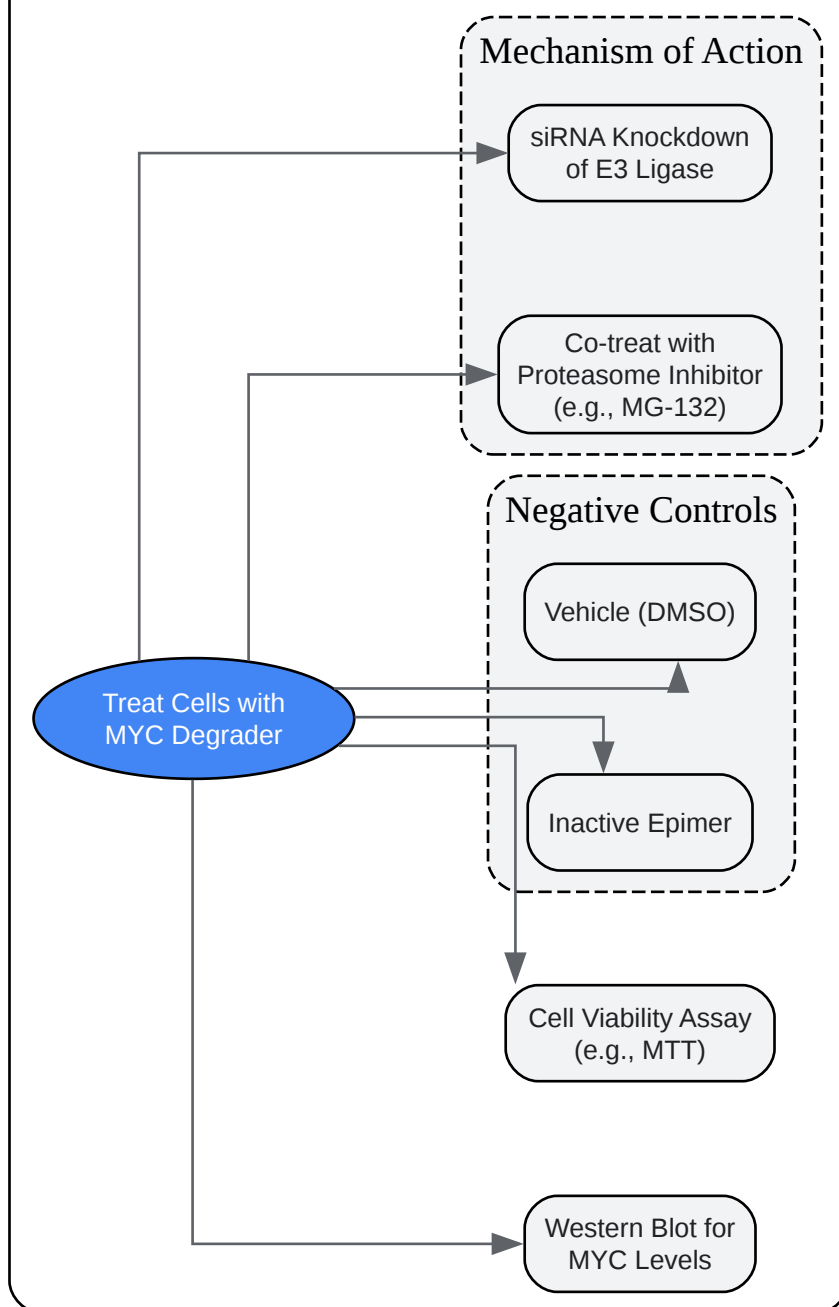 Mechanism of Action
siRNA Knockdown
of E3 Ligase
Co-treat with
Proteasome Inhibitor
(e.g., MG-132)
Negative Controls
Vehicle (DMSO)
Treat Cells with
MYC Degrader
Inactive Epimer
Cell Viability Assay
(e.g., MTT)
Western Blot for
MYC Levels